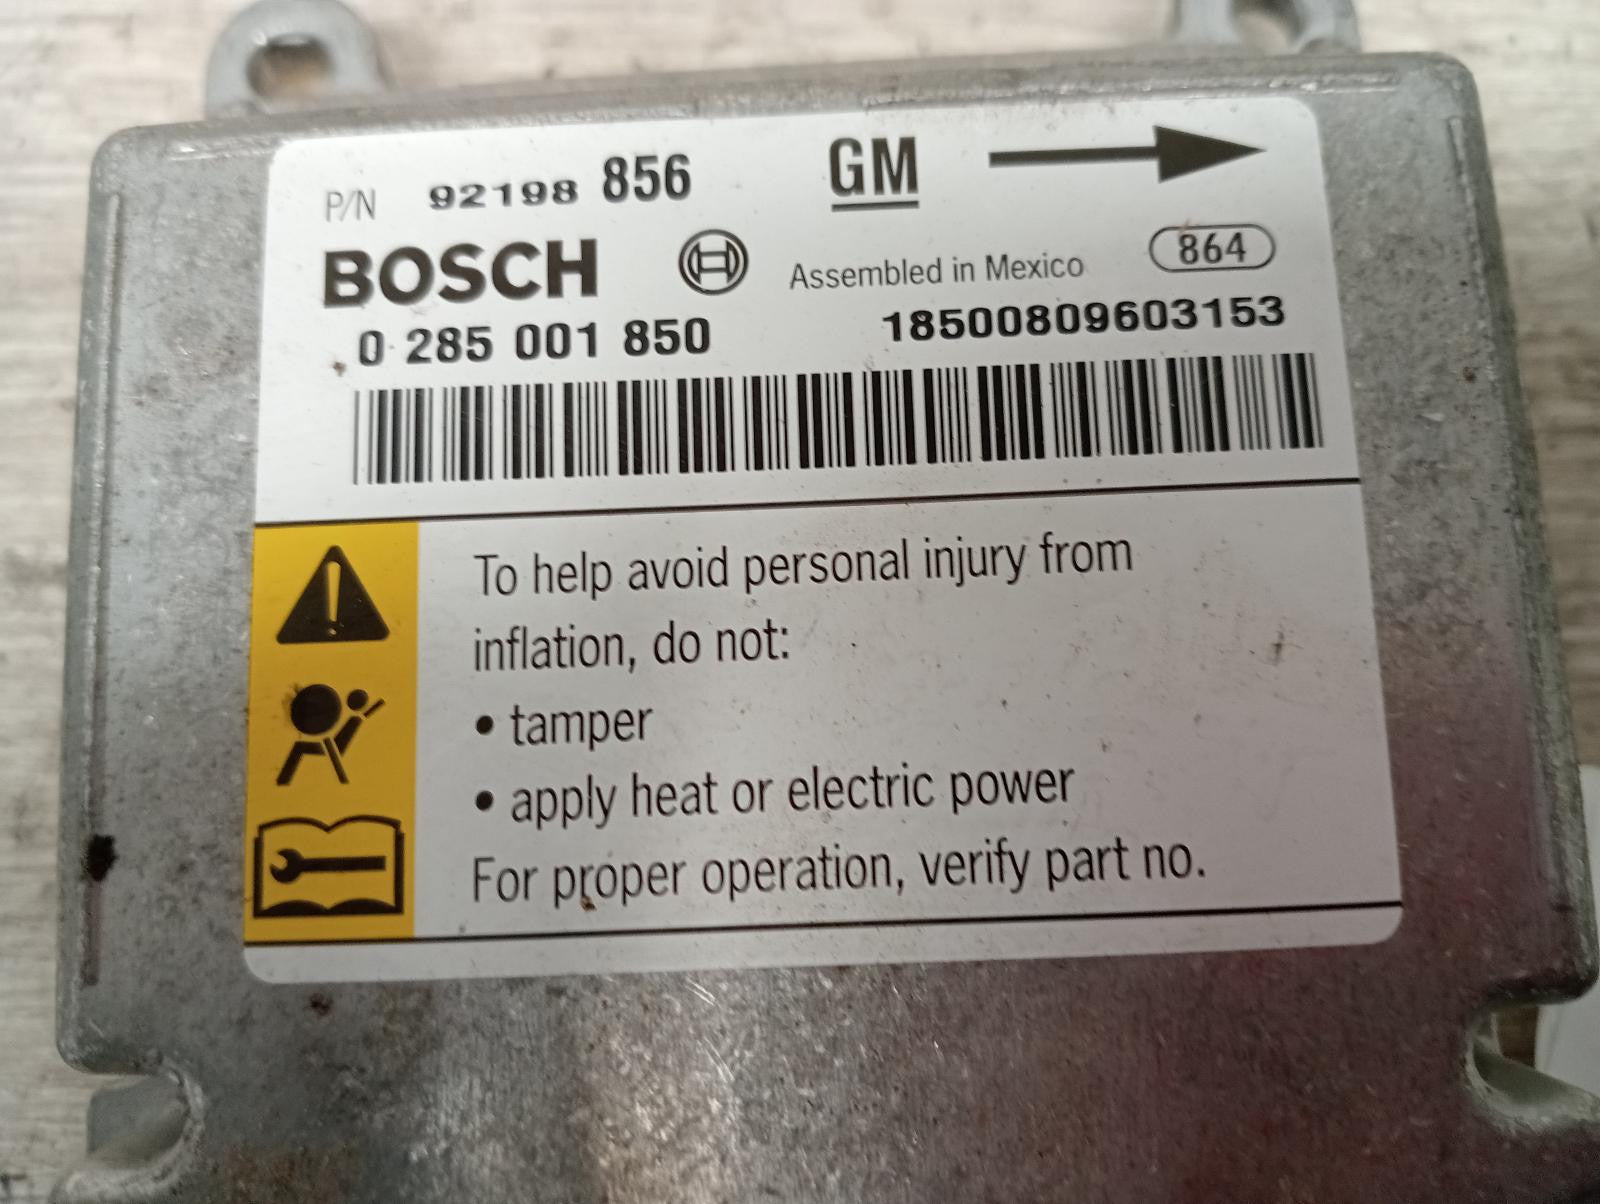 P/N 92198 856 GM
BOSCH Assembled in Mexico 864
0 285 001 850 18500809603153
To help avoid personal injury from
inflation, do not:
• tamper
• apply heat or electric power
For proper operation, verify part no.